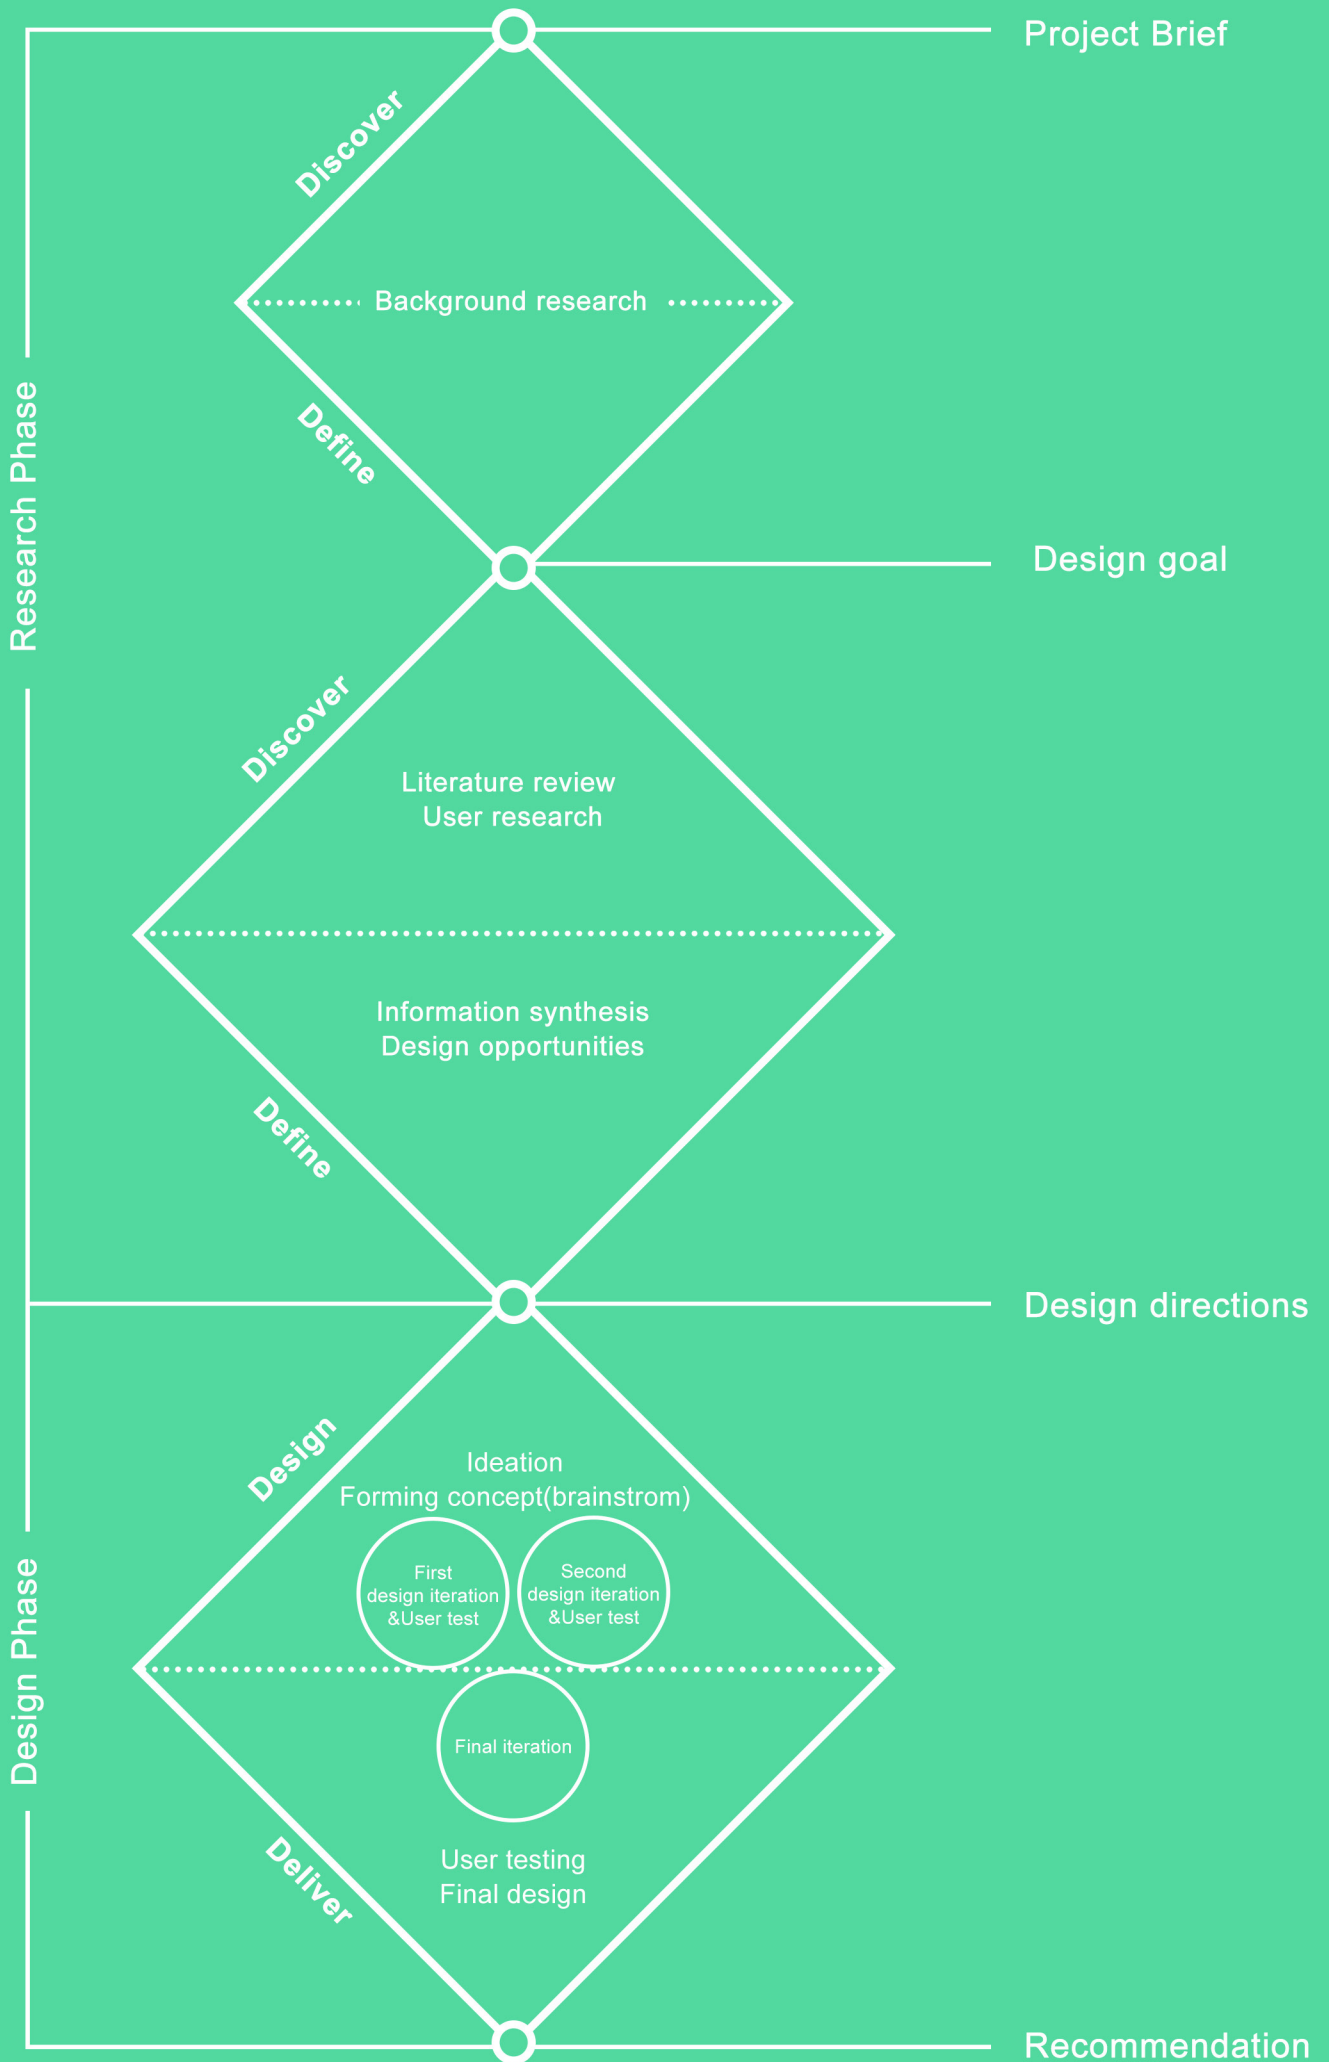 Project Brief
Discover
Background research
Research Phase
Define
Design goal
Discover
Literature review
User research
Information synthesis
Design opportunities
Define
Design directions
Design
Ideation
Forming concept(brainstrom)
First
design iteration
&User test
Second
design iteration
&User test
Design Phase
Final iteration
Deliver
User testing
Final design
Recommendation